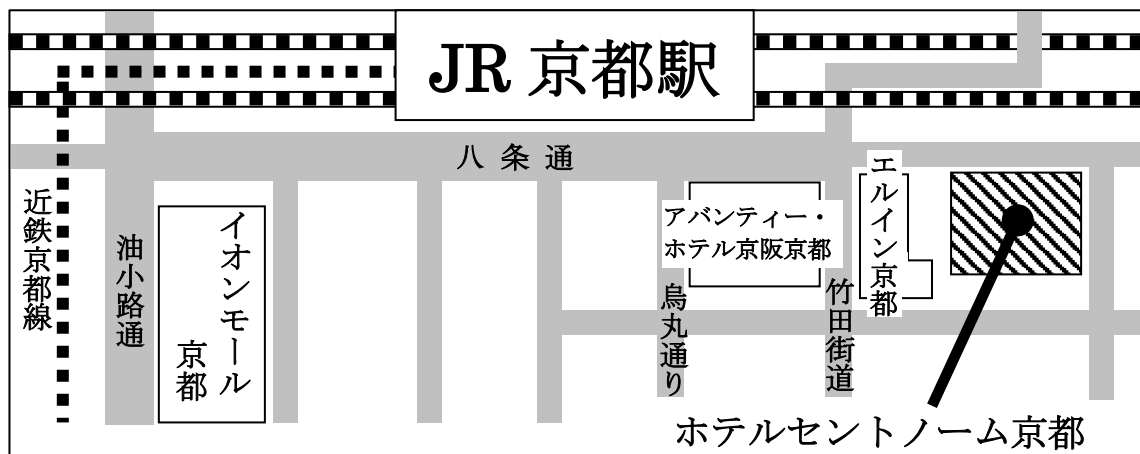 JR 京都駅
八条通
近鉄京都線
油小路通
イオンモール
京都
アバンティー・
ホテル京阪京都
烏丸通り
竹田街道
エルイン京都
ホテルセントノーム京都